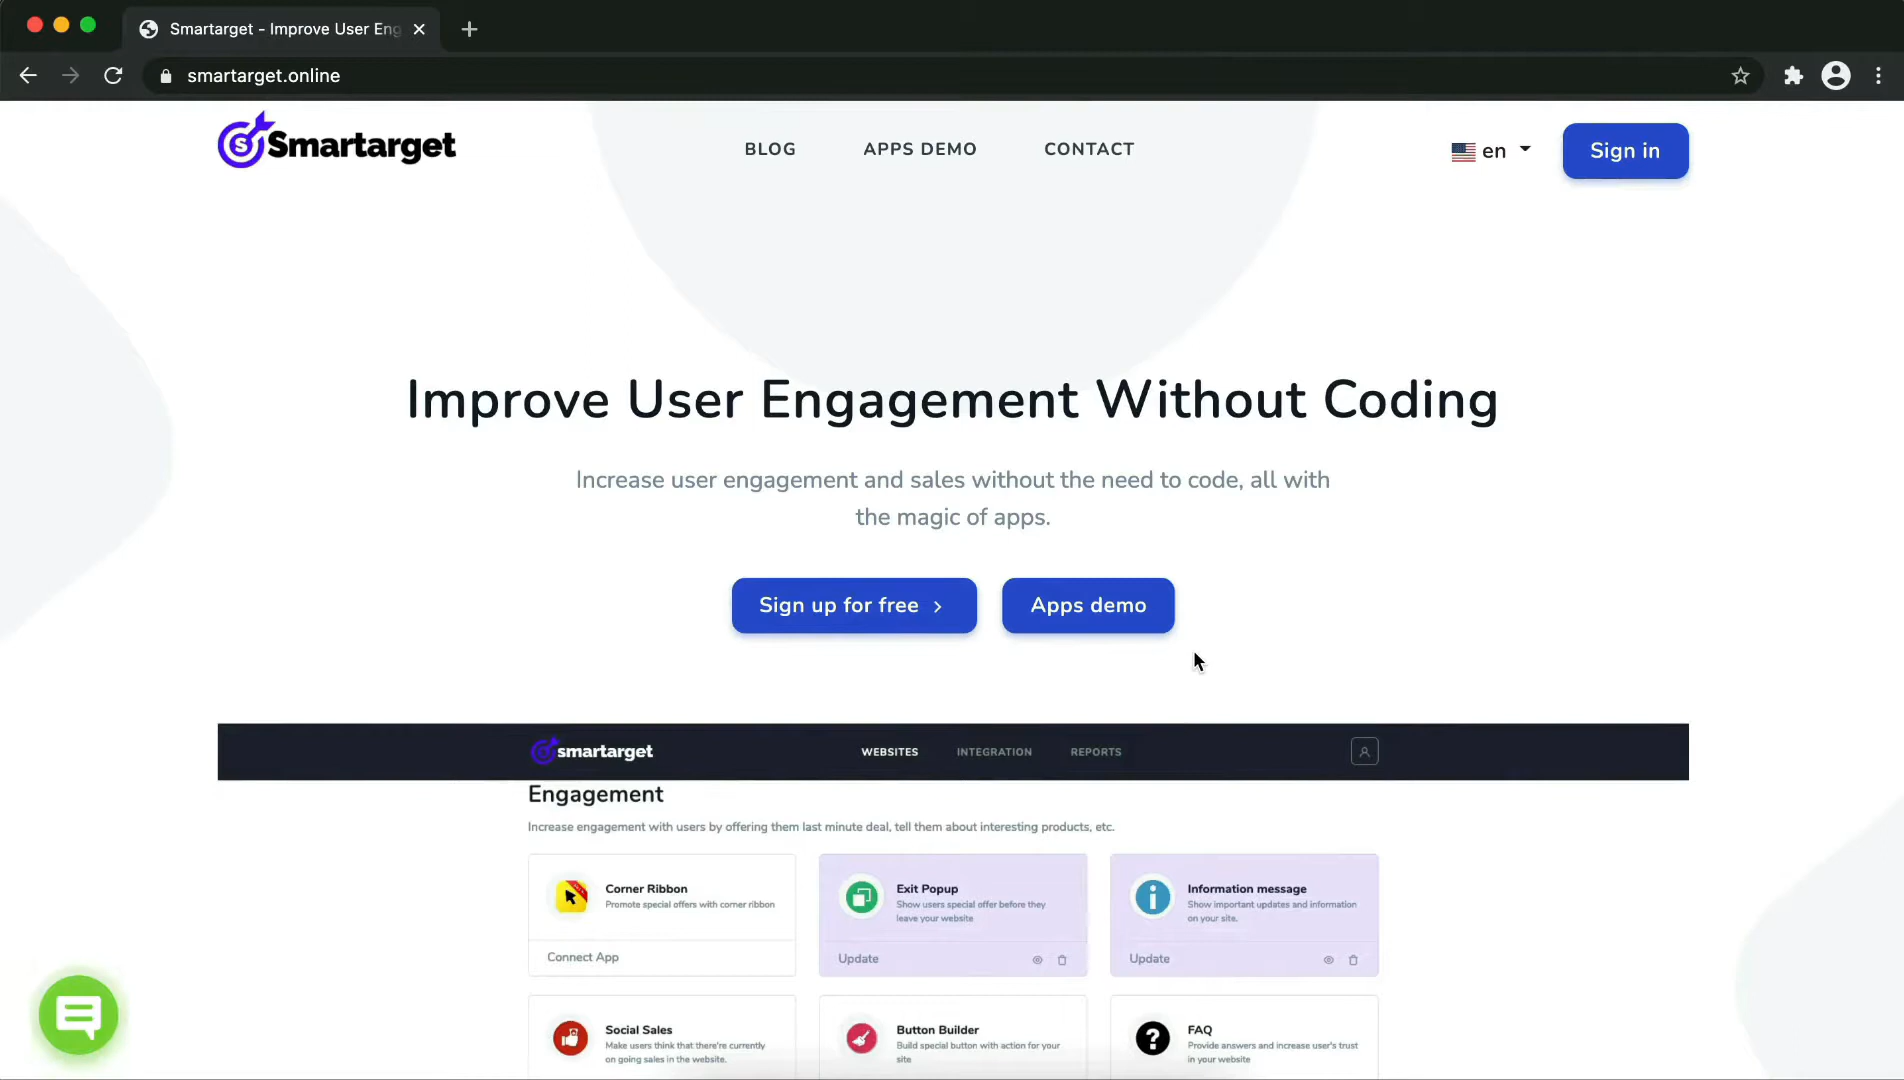 Smartarget - Improve User Eng
smartarget.online
Smartarget
BLOG
APPS DEMO
CONTACT
en
Sign in
Improve User Engagement Without Coding
Increase user engagement and sales without the need to code, all with
the magic of apps.
Sign up for free
Apps demo
smartarget
WEBSITES
INTEGRATION
REPORTS
Engagement
Increase engagement with users by offering them last minute deal, tell them about interesting products, etc.
Corner Ribbon
Promote special offers with corner ribbon
Connect App
Exit Popup
Show users special offer before they
leave your website
Update
Information message
Show important updates and information
on your site.
Update
Social Sales
Make users think that there're currently
on going sales in the website.
Button Builder
Build special button with action for your
site
FAQ
Provide answers and increase user's trust
in your website